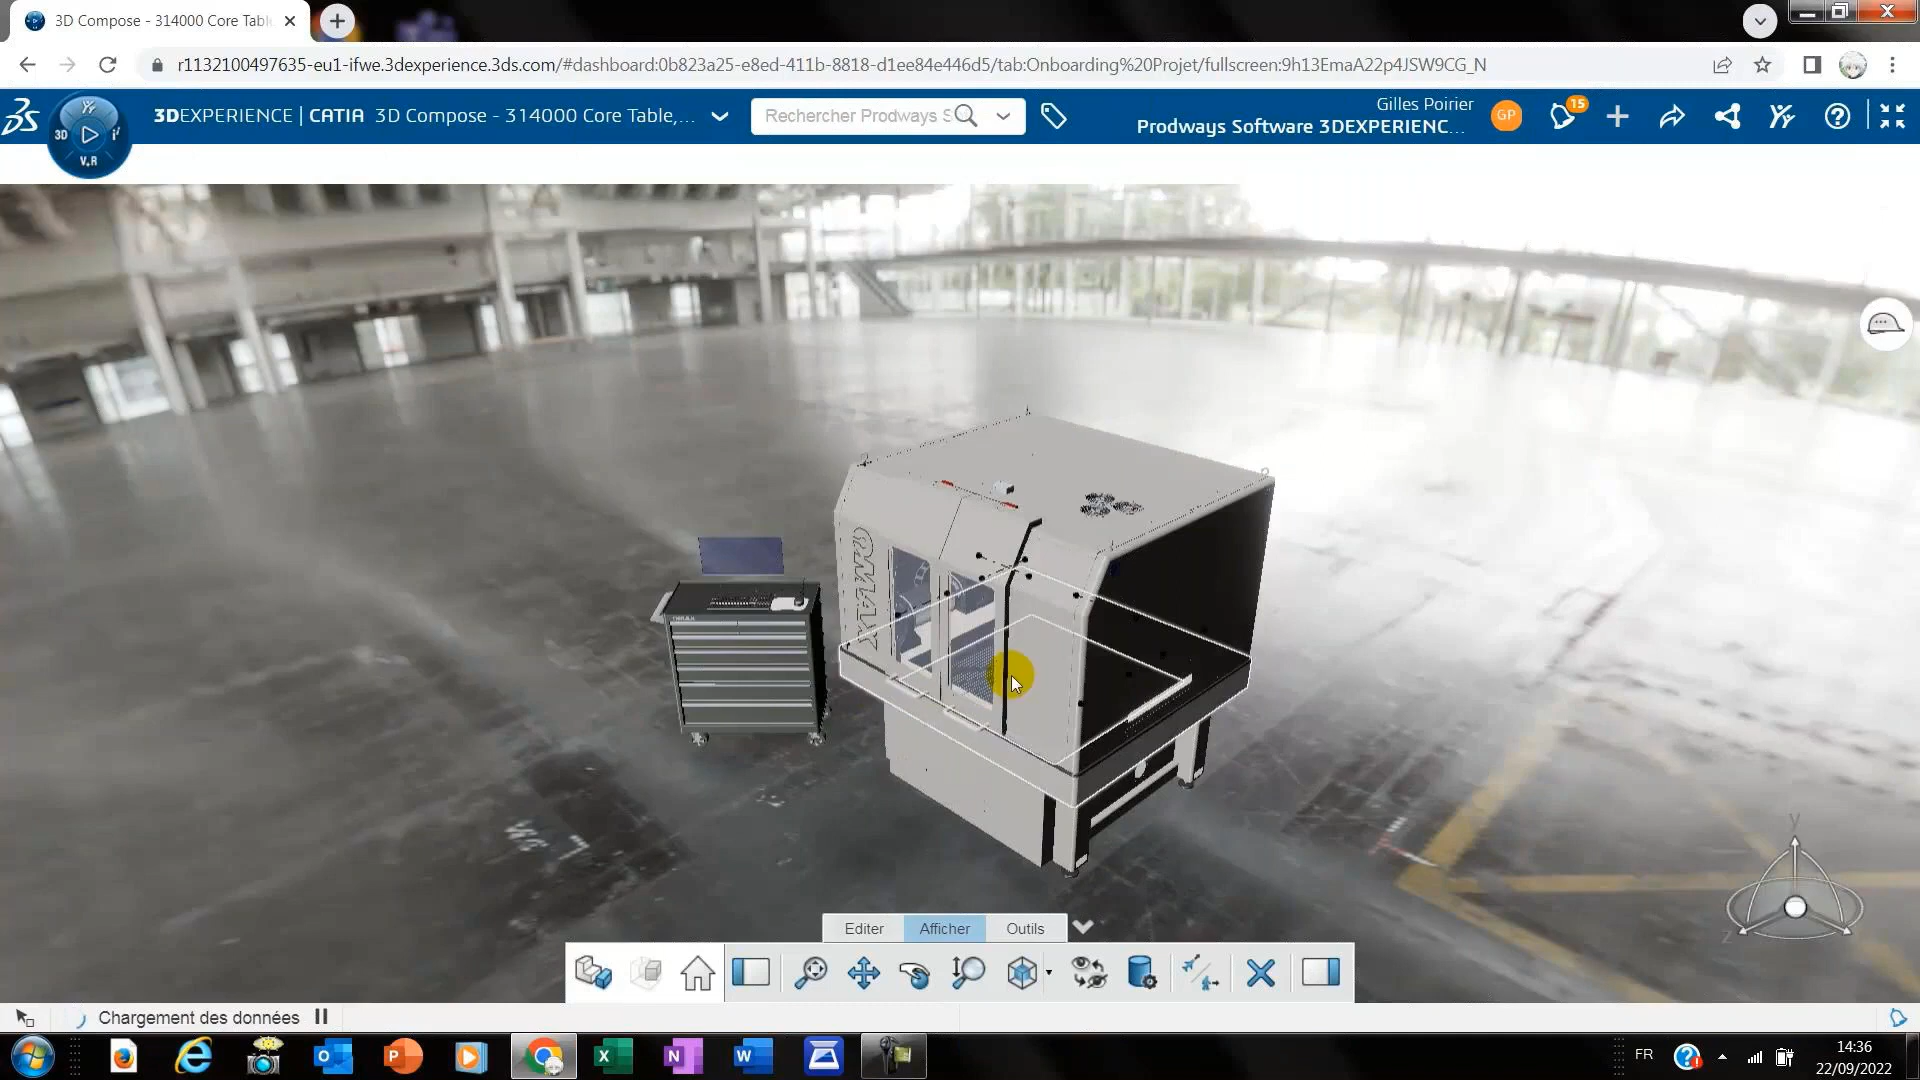 3D Compose - 314000 Core Table
r1132100497635-eu1-ifwe.3dexperience.3ds.com/#dashboard:0b823a25-e8ed-411b-8818-d1ee84e446d5/tab:Onboarding%20Projet/fullscreen:9h13EmaA22p4JSW9CG_N
3D
V.R
3DEXPERIENCE | CATIA 3D Compose - 314000 Core Table,...
Rechercher Prodways S
Gilles Poirier
Prodways Software 3DEXPERIENC...
GP
15
OMAX
y
z
Editer
Afficher
Outils
Chargement des données
FR
14:36
22/09/2022